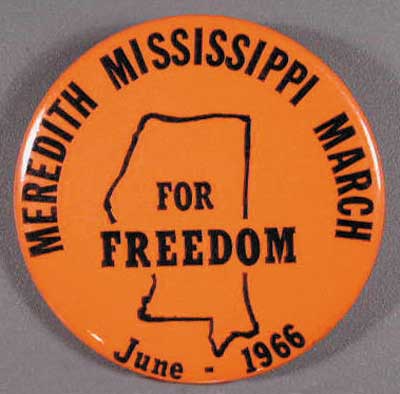 MEREDITH MISSISSIPPI MARCH
FOR
FREEDOM
June - 1966